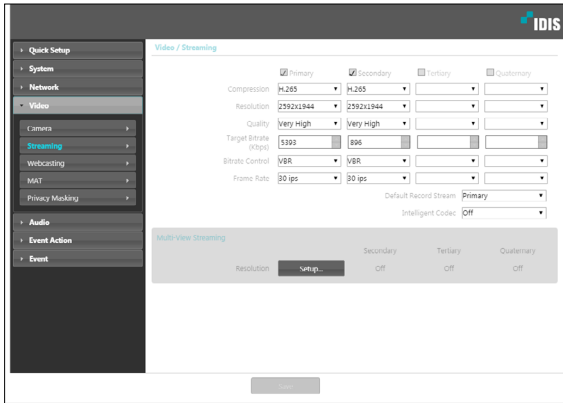 IDIS
Quick Setup
System
Network
Video
Camera
Streaming
Webcasting
MAT
Privacy Masking
Audio
Event Action
Event
Video / Streaming
Primary Secondary Tertiary Quaternary
Compression H.265 H.265
Resolution 2592x1944 2592x1944
Quality Very High Very High
Target Bitrate (Kbps) 5393 896
Bitrate Control VBR VBR
Frame Rate 30 ips 30 ips
Default Record Stream Primary
Intelligent Codec Off
Multi-View Streaming
Secondary Tertiary Quaternary
Resolution Setup... Off Off Off
Save